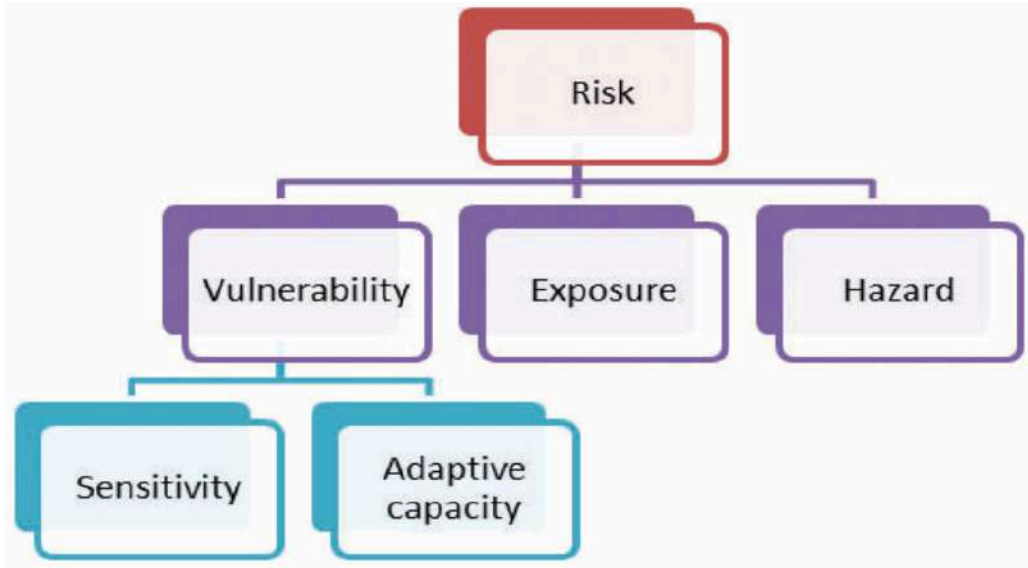 Risk
Vulnerability
Exposure
Hazard
Sensitivity
Adaptive
capacity